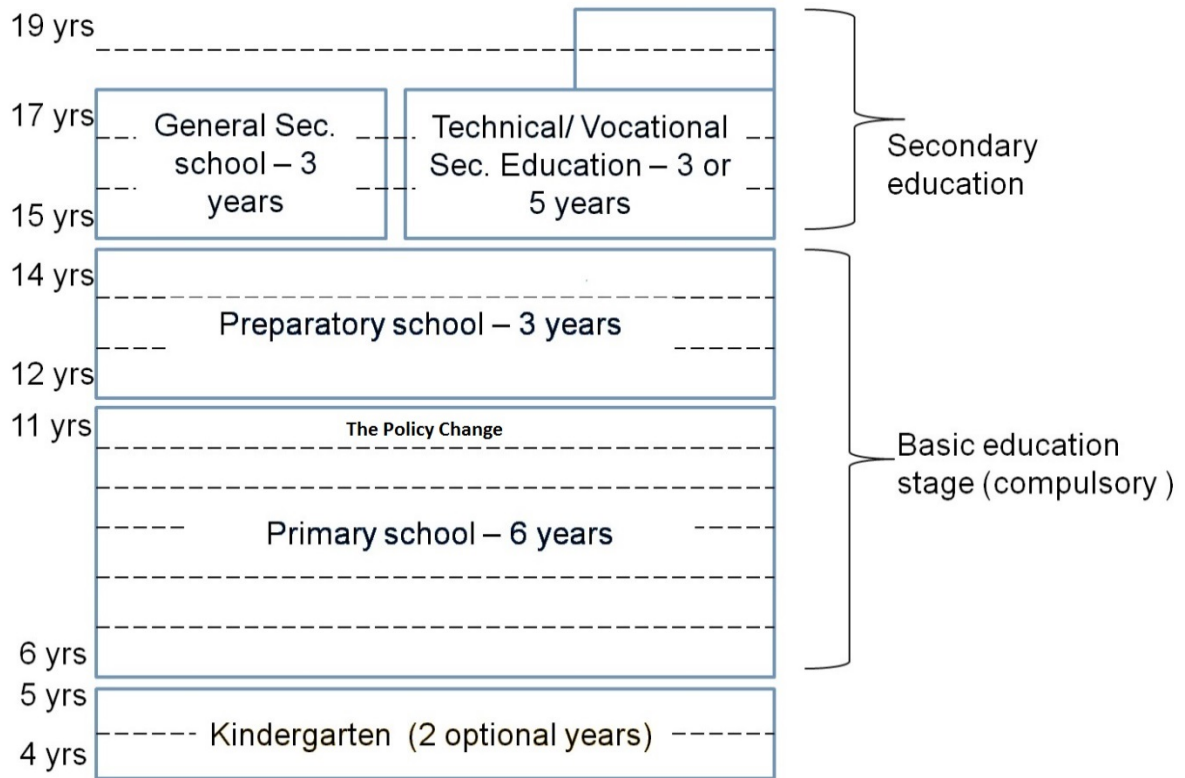 19 yrs
17 yrs
General Sec.
school – 3
years
Technical/ Vocational
Sec. Education – 3 or
5 years
15 yrs
Secondary
education
14 yrs
Preparatory school – 3 years
12 yrs
11 yrs
The Policy Change
Primary school – 6 years
6 yrs
Basic education
stage (compulsory )
5 yrs
Kindergarten (2 optional years)
4 yrs